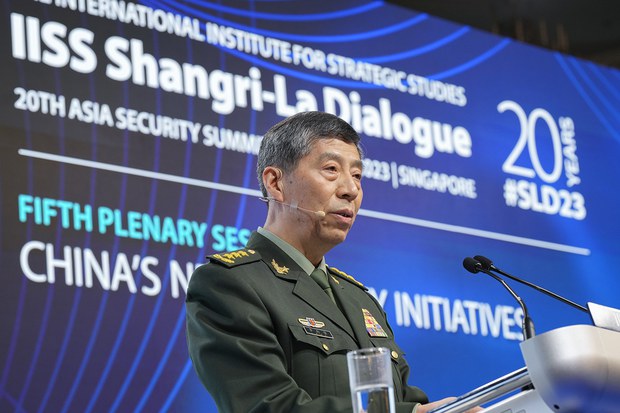 INTERNATIONAL INSTITUTE FOR STRATEGIC STUDIES
IISS Shangri-La Dialogue
20TH ASIA SECURITY SUMM
2023 | SINGAPORE
20 YEARS
#SLD23
FIFTH PLENARY SES
CHINA'S N
INITIATIVES